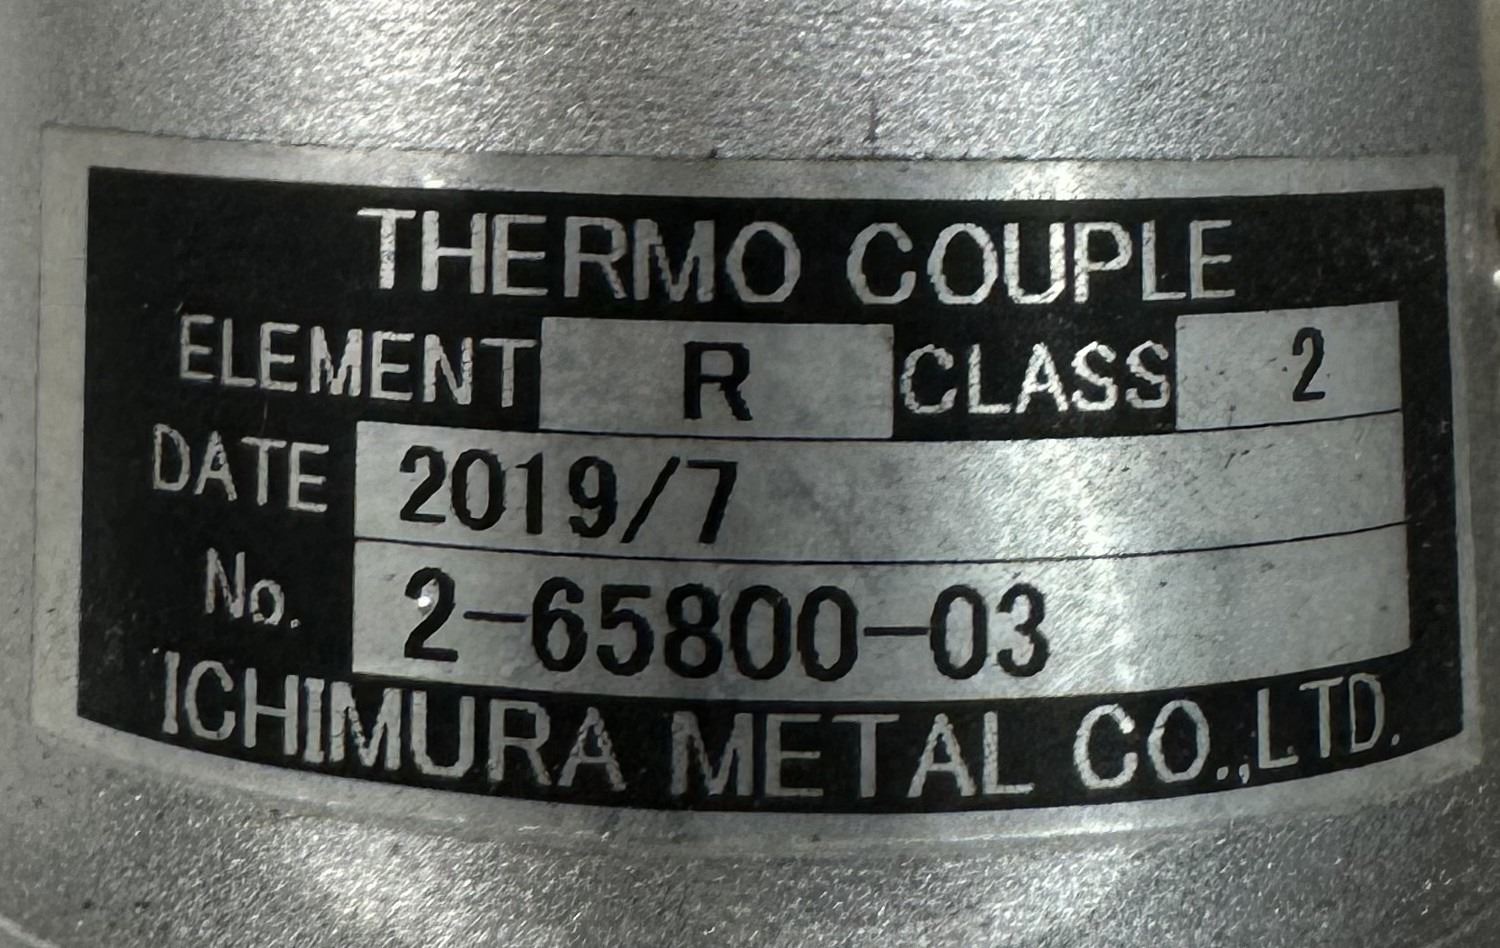 THERMO COUPLE
ELEMENT R CLASS 2
DATE 2019/7
No. 2-65800-03
ICHIMURA METAL CO.,LTD.